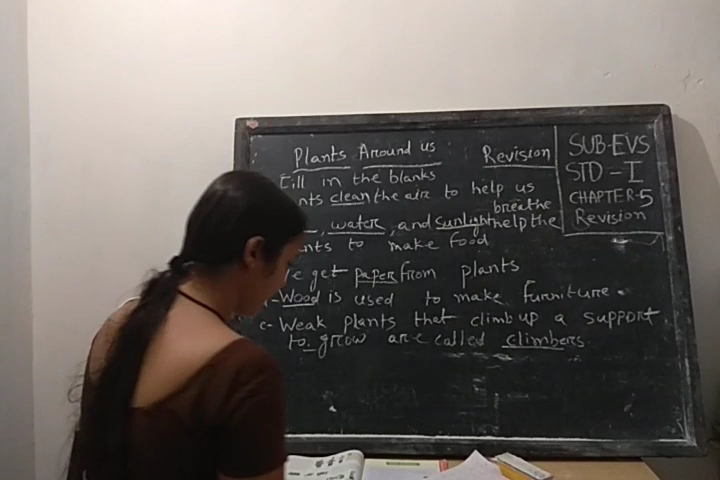 Plants Around us Revision
Fill in the blanks
clean the air to help us
breathe
, water, and sunlight help the
to make food
get paper from plants
Wood is used to make furniture.
e- Weak plants that climb up a support
to grow are called climbers
SUB-EVS
STD - I
CHAPTER-5
Revision